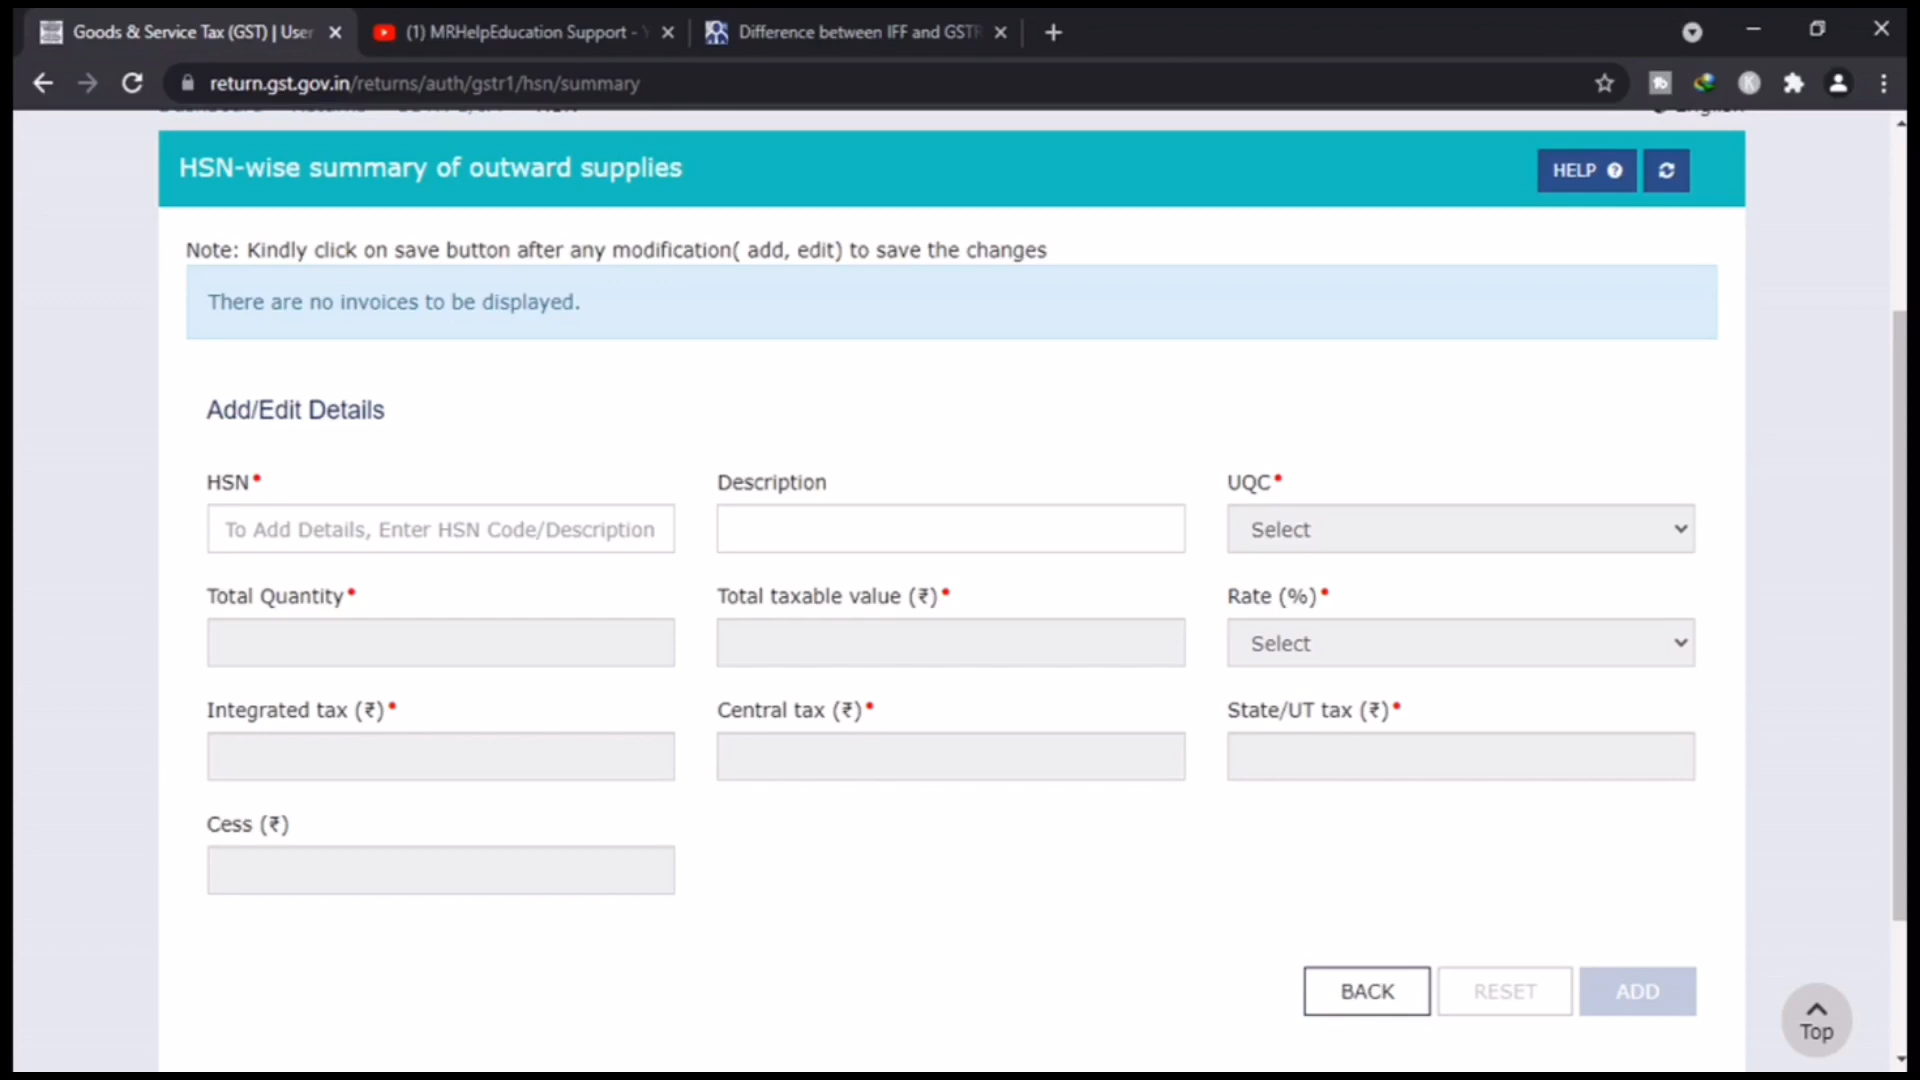 Goods & Service Tax (GST) | User
(1) MRHelpEducation Support -
Difference between IFF and GSTR
return.gst.gov.in/returns/auth/gstr1/hsn/summary
HSN-wise summary of outward supplies
HELP
Note: Kindly click on save button after any modification( add, edit) to save the changes
There are no invoices to be displayed.
Add/Edit Details
HSN•
Description
UQC•
To Add Details, Enter HSN Code/Description
Select
Total Quantity•
Total taxable value (₹)•
Rate (%)•
Select
Integrated tax (₹)•
Central tax (₹)•
State/UT tax (₹)•
Cess (₹)
BACK
RESET
ADD
Top